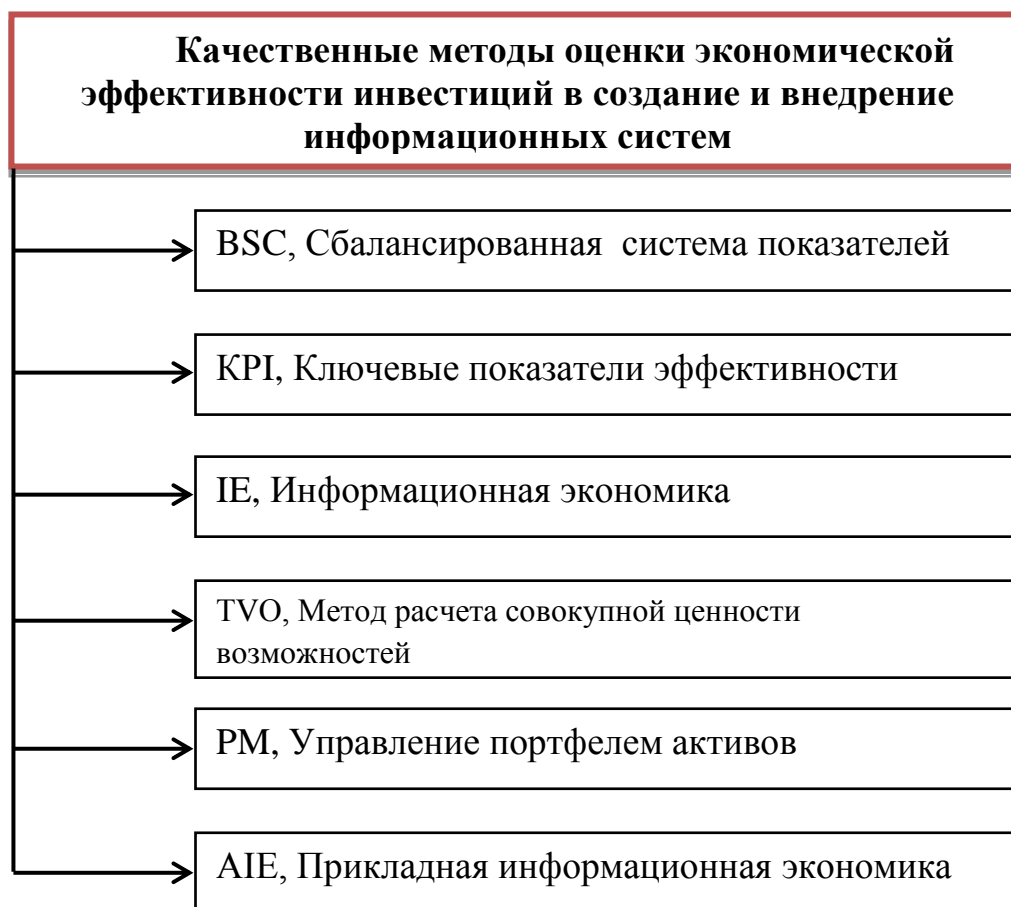 Качественные методы оценки экономической
эффективности инвестиций в создание и внедрение
информационных систем
BSC, Сбалансированная система показателей
KPI, Ключевые показатели эффективности
IE, Информационная экономика
TVO, Метод расчета совокупной ценности
возможностей
PM, Управление портфелем активов
AIE, Прикладная информационная экономика